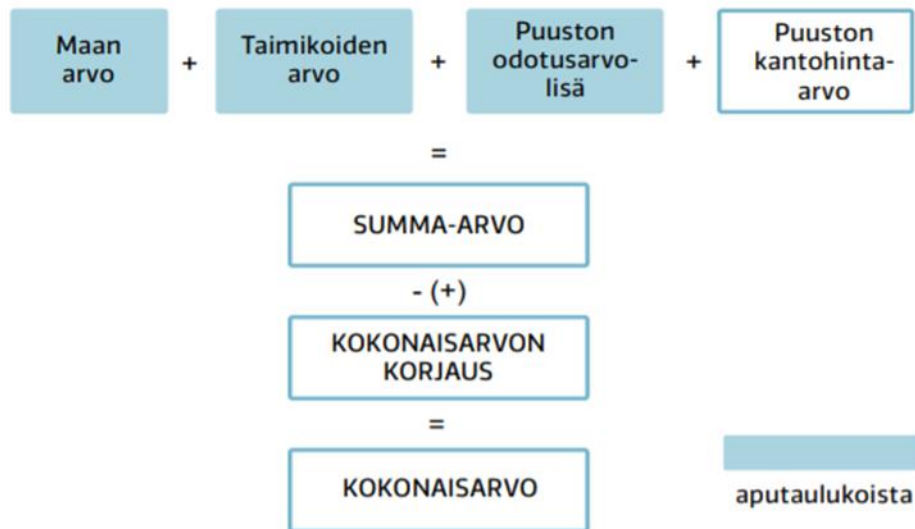 Maan
arvo
+
Taimikoiden
arvo
+
Puuston
odotusarvo-
lisä
+
Puuston
kantohinta-
arvo
=
SUMMA-ARVO
- (+)
KOKONAISARVON
KORJAUS
=
KOKONAISARVO
aputaulukoista